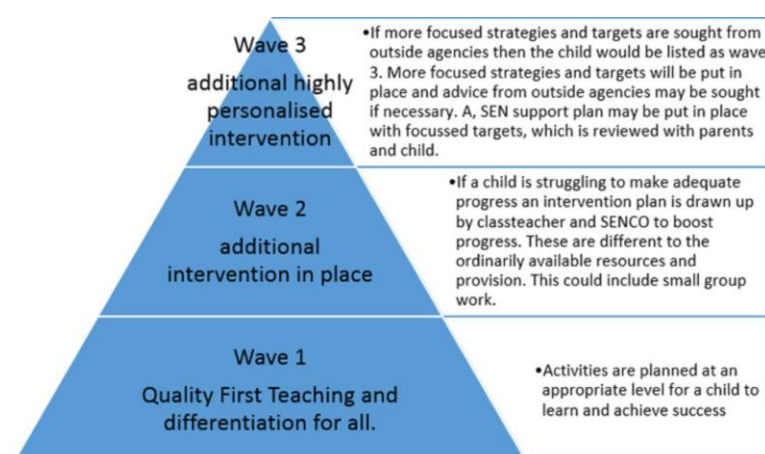 Wave 3
additional highly
personalised
intervention
•If more focused strategies and targets are sought from
outside agencies then the child would be listed as wave
3. More focused strategies and targets will be put in
place and advice from outside agencies may be sought
if necessary. A, SEN support plan may be put in place
with focussed targets, which is reviewed with parents
and child.
Wave 2
additional
intervention in place
•If a child is struggling to make adequate
progress an intervention plan is drawn up
by classteacher and SENCO to boost
progress. These are different to the
ordinarily available resources and
provision. This could include small group
work.
Wave 1
Quality First Teaching and
differentiation for all.
•Activities are planned at an
appropriate level for a child to
learn and achieve success